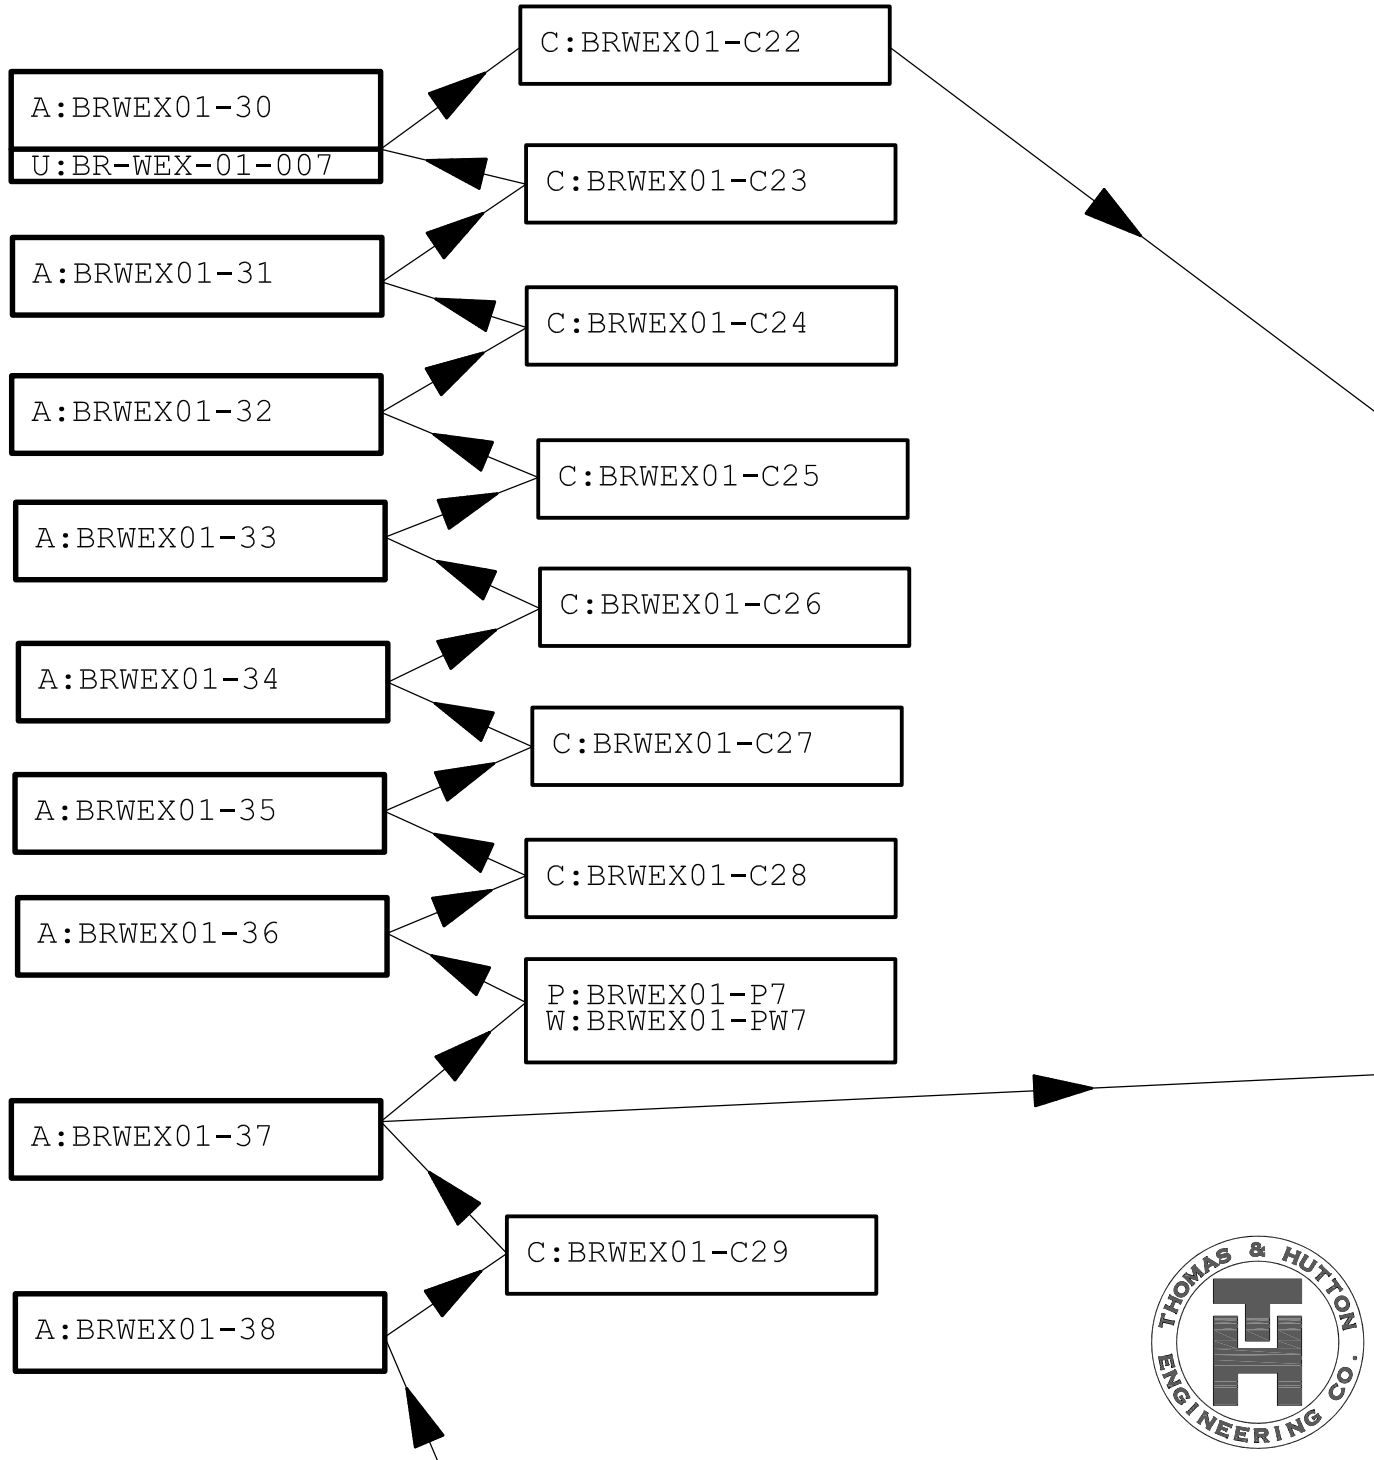 C:BRWEX01-C22
A:BRWEX01-30
U:BR-WEX-01-007
C:BRWEX01-C23
A:BRWEX01-31
C:BRWEX01-C24
A:BRWEX01-32
C:BRWEX01-C25
A:BRWEX01-33
C:BRWEX01-C26
A:BRWEX01-34
C:BRWEX01-C27
A:BRWEX01-35
C:BRWEX01-C28
A:BRWEX01-36
P:BRWEX01-P7
W:BRWEX01-PW7
A:BRWEX01-37
C:BRWEX01-C29
A:BRWEX01-38
THOMAS & HUTTON
ENGINEERING CO.
TH